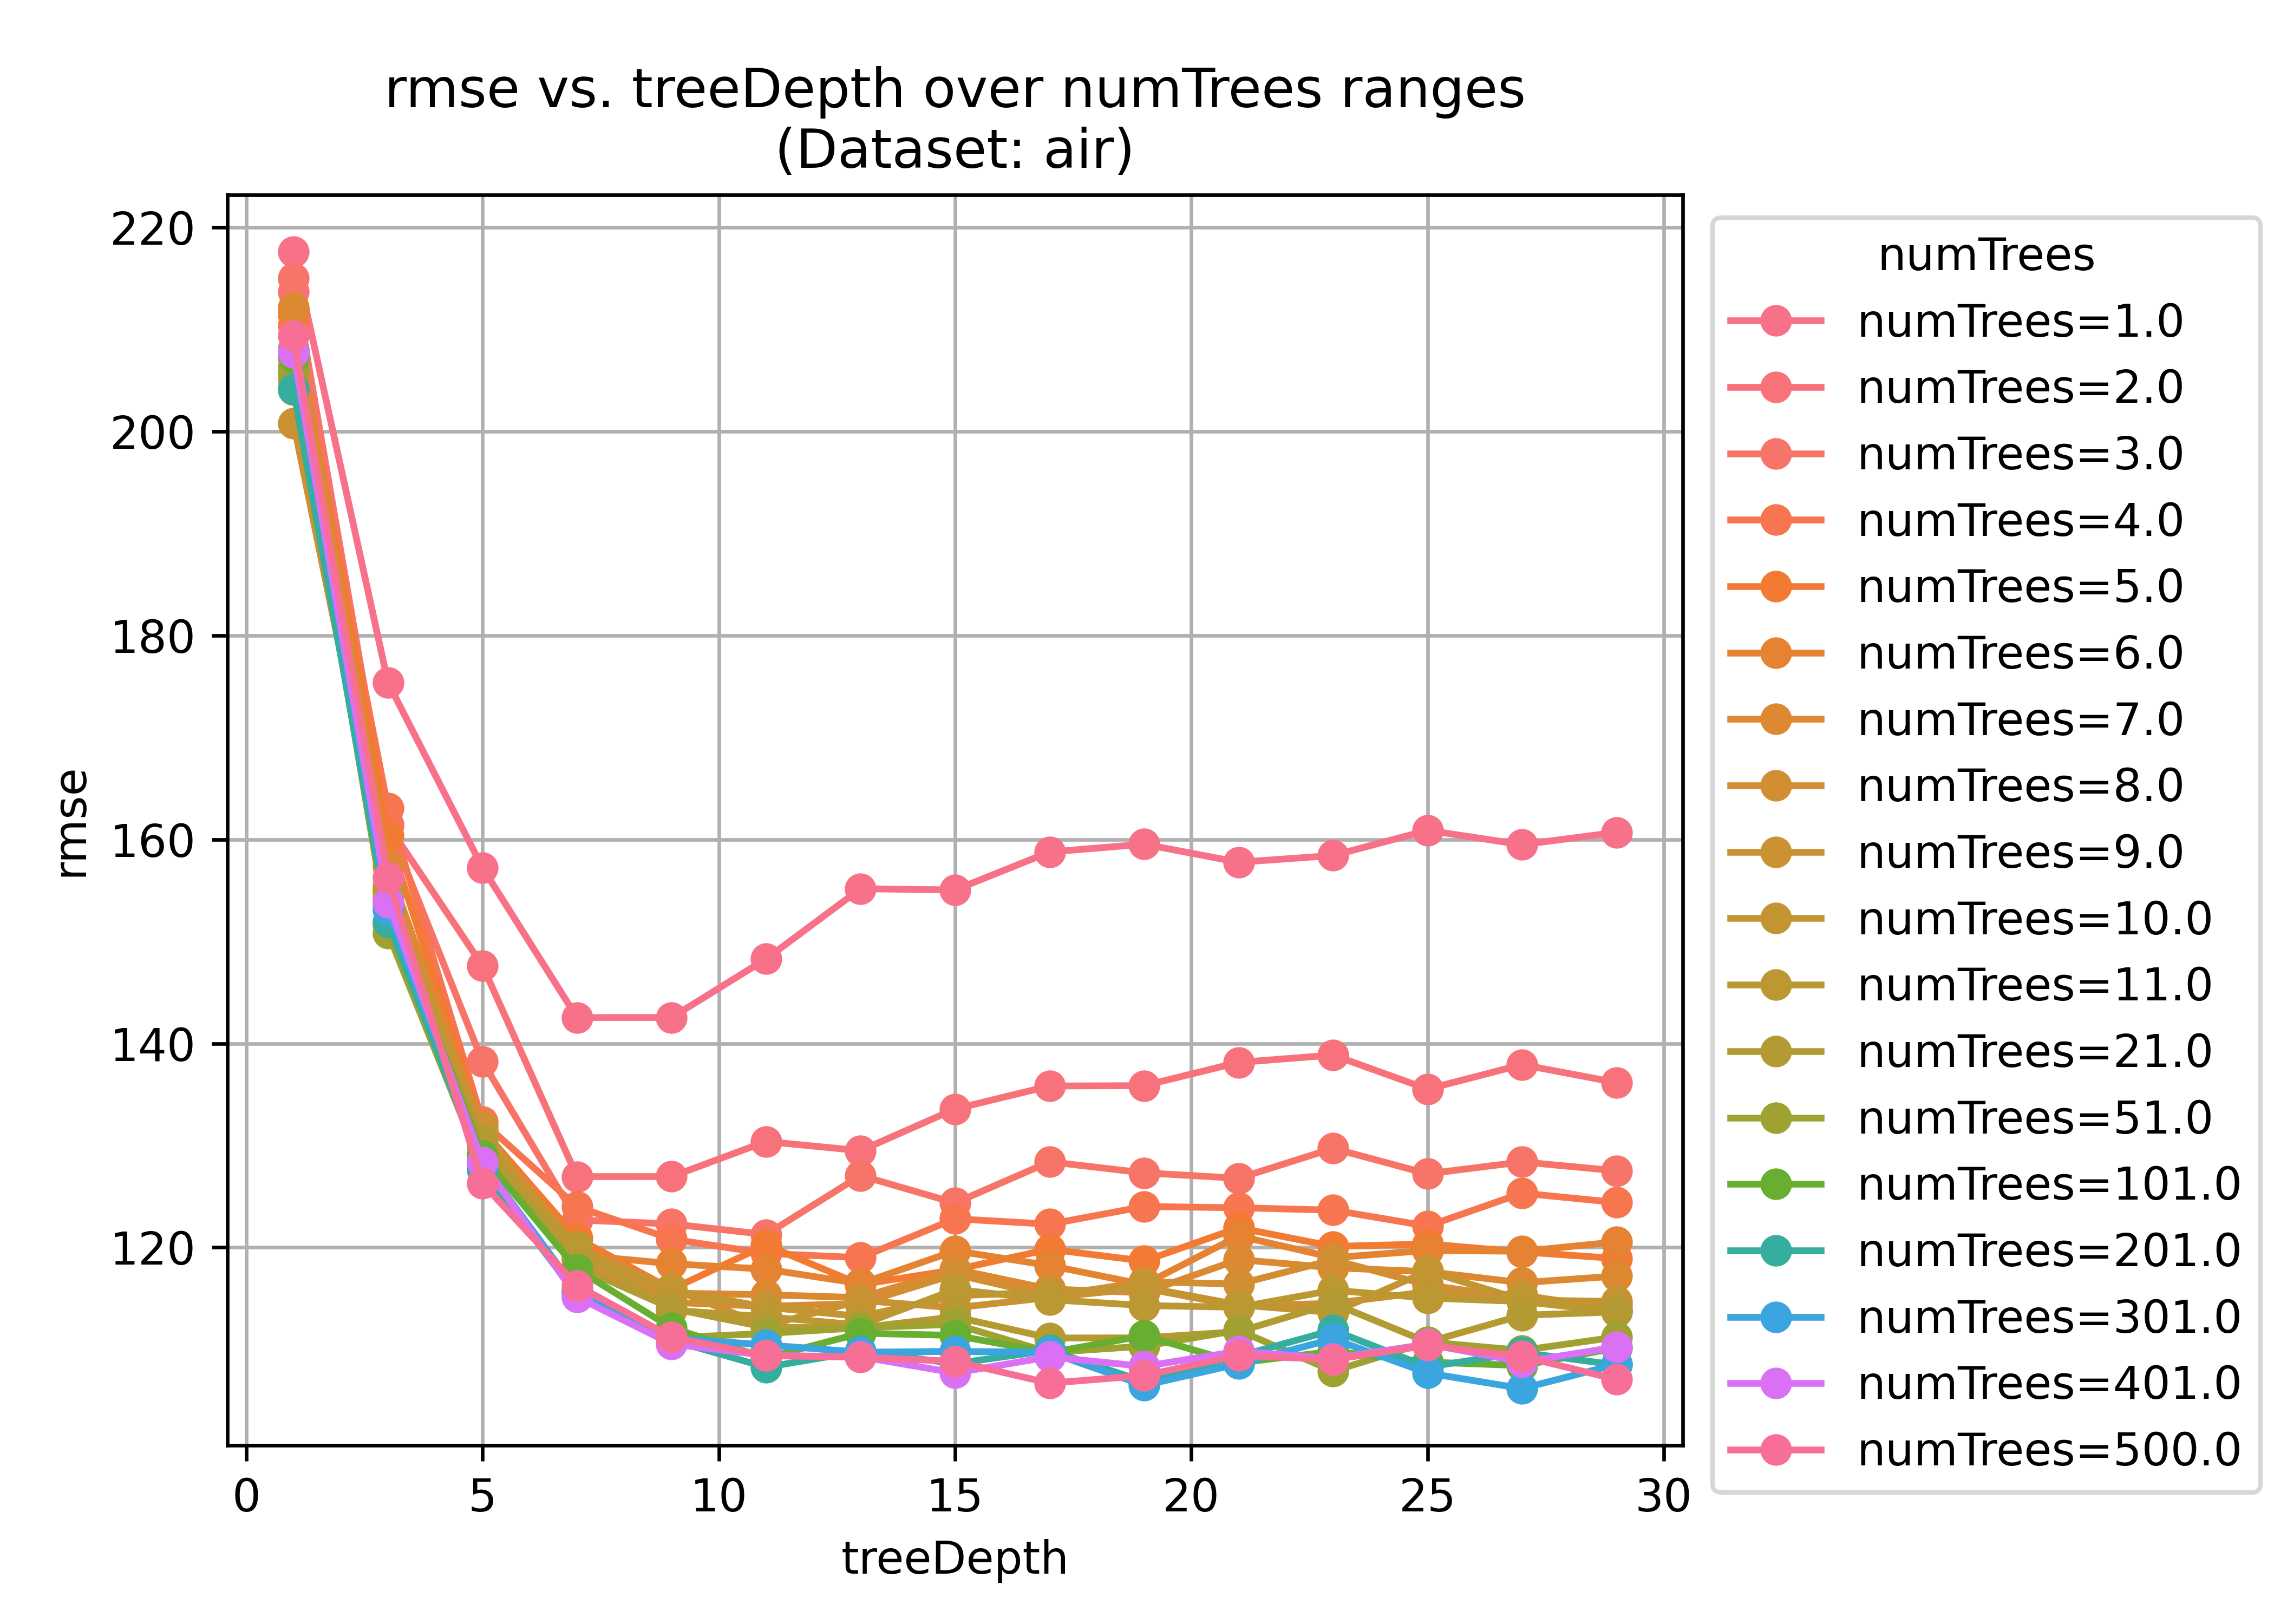 rmse vs. treeDepth over numTrees ranges
(Dataset: air)
220
200
180
160
140
120
rmse
0 5 10 15 20 25 30
treeDepth
numTrees
numTrees=1.0
numTrees=2.0
numTrees=3.0
numTrees=4.0
numTrees=5.0
numTrees=6.0
numTrees=7.0
numTrees=8.0
numTrees=9.0
numTrees=10.0
numTrees=11.0
numTrees=21.0
numTrees=51.0
numTrees=101.0
numTrees=201.0
numTrees=301.0
numTrees=401.0
numTrees=500.0